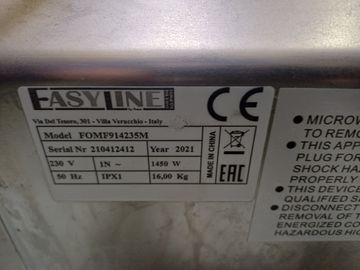 EASYLINE
Via Del Tesoro, 301 - Villa Verucchio - Italy
Model FOMF914235M
Serial Nr 210412412 Year 2021
230 V 1N~ 1450 W
50 Hz IPX1 16,00 Kg
MADE IN CHINA
CE
EAC
● MICROW
TO REMO
● THIS APP
PLUG FOR
SHOCK HA
PROPERLY
● THIS DEVICE
QUALIFIED S
● DISCONNECT
REMOVAL OF T
ENERGIZED CO
HAZARDOUS HIG